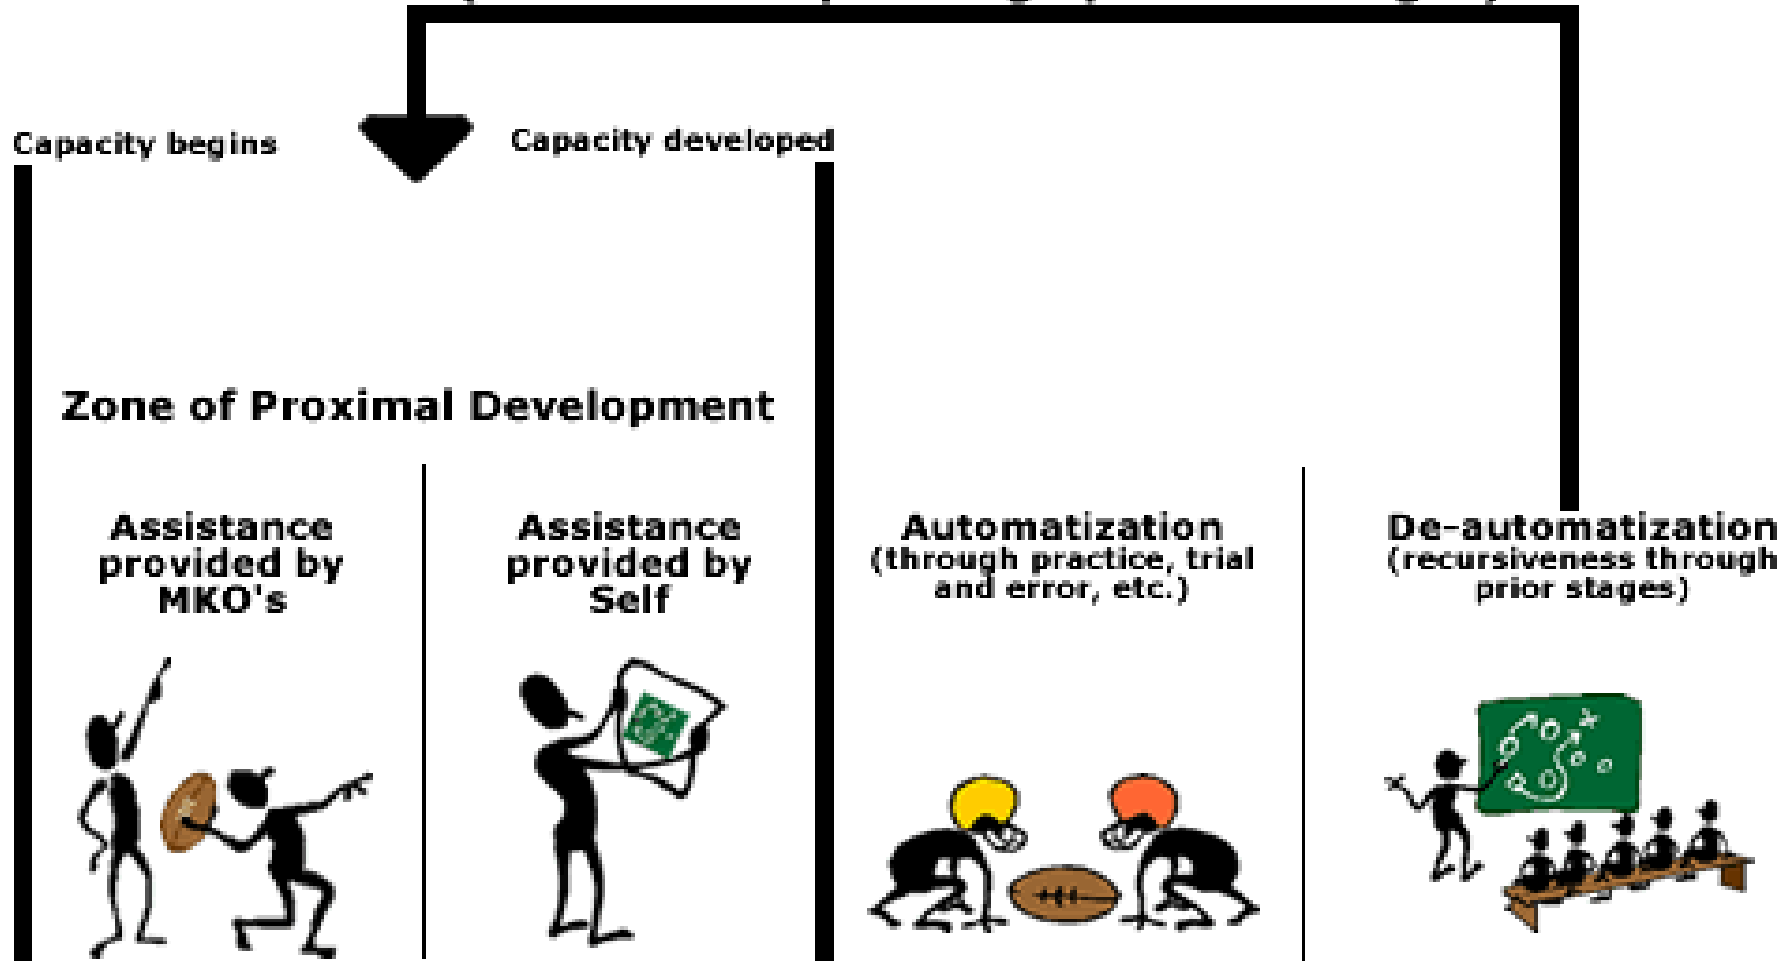 Capacity begins
Capacity developed
Zone of Proximal Development
Assistance
provided by
MKO's
Assistance
provided by
Self
Automatization
(through practice, trial
and error, etc.)
De-automatization
(recursiveness through
prior stages)